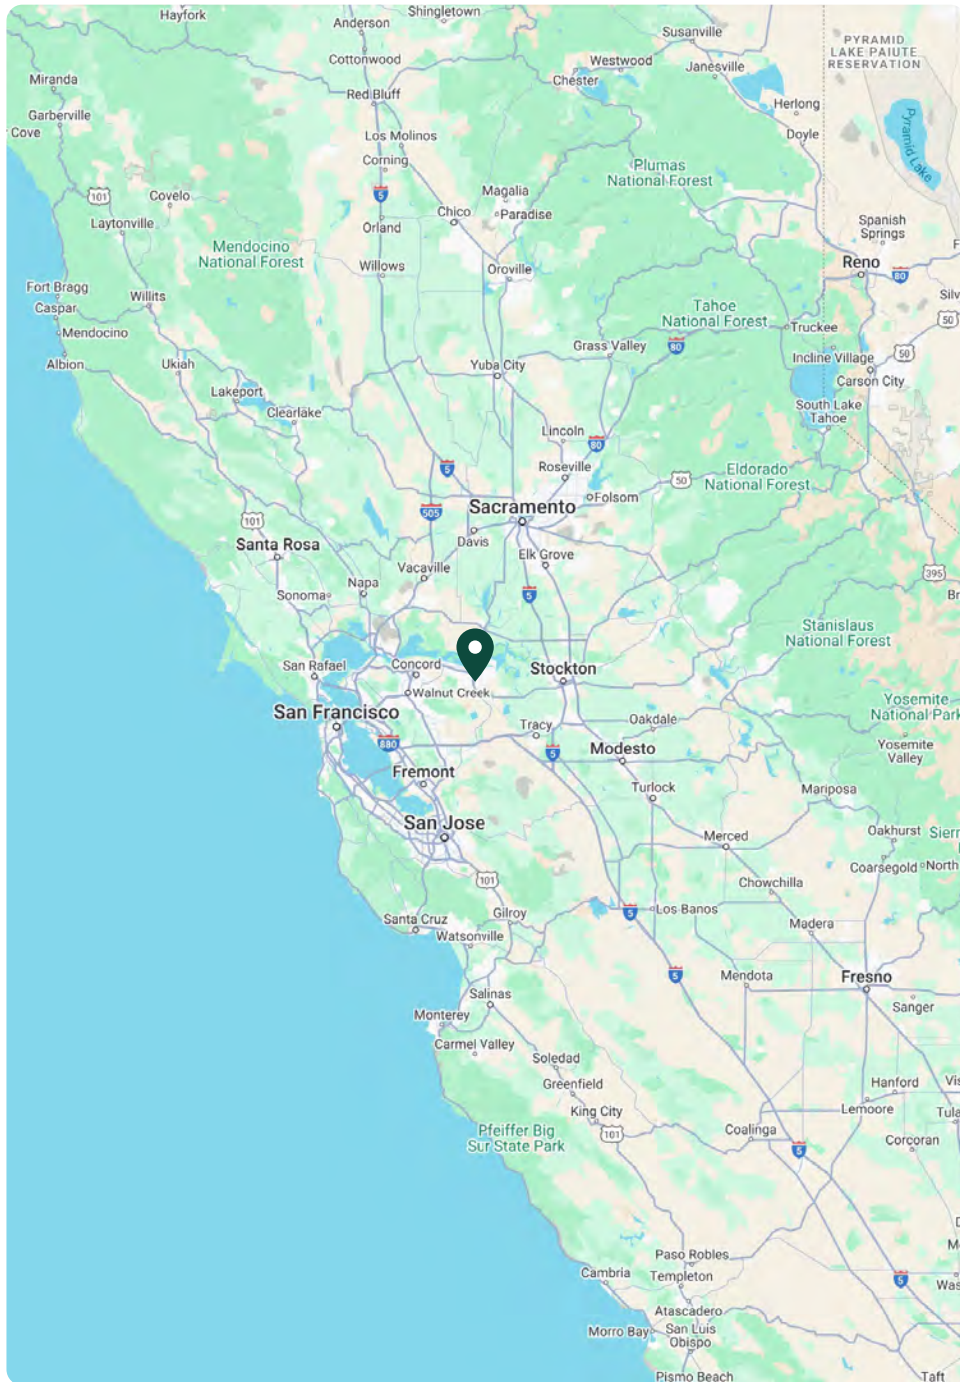 Hayfork
Shingletown
Anderson
Cottonwood
Susanville
PYRAMID
LAKE PAIUTE
RESERVATION
Westwood
Janesville
Chester
Miranda
Red Bluff
Garberville
Cove
Herlong
Doyle
Pyramid Lake
Los Molinos
Corning
Plumas
National Forest
101
Covelo
5
Magalia
Paradise
Chico
Laytonville
Orland
Spanish
Springs
F
Mendocino
National Forest
Willows
Oroville
Reno
80
Fort Bragg
Caspar
Willits
Silv
Tahoe
National Forest
50
Mendocino
Truckee
Albion
Ukiah
Grass Valley
80
Incline Village
50
Yuba City
Carson City
Lakeport
Clearlake
South Lake
Tahoe
Lincoln
80
5
Roseville
Eldorado
National Forest
50
Folsom
505
Sacramento
101
Santa Rosa
Davis
Elk Grove
Vacaville
Napa
Sonoma
5
395
Br
Stanislaus
National Forest
San Rafael
Concord
Stockton
Walnut Creek
Yosemite
National Park
San Francisco
Tracy
Oakdale
880
5
Modesto
Yosemite
Valley
Fremont
Turlock
Mariposa
San Jose
Merced
Oakhurst
Sierr
Coarsegold
North
101
Chowchilla
Santa Cruz
Gilroy
5
Los Banos
Madera
Watsonville
5
Mendota
Fresno
Salinas
Sanger
Monterey
Carmel Valley
Soledad
Greenfield
Hanford
Vis
King City
Lemoore
Tula
101
Coalinga
Corcoran
Pfeiffer Big
Sur State Park
5
D
Mc
Paso Robles
Cambria
Templeton
5
Was
Atascadero
Morro Bay
San Luis
Obispo
Pismo Beach
Taft